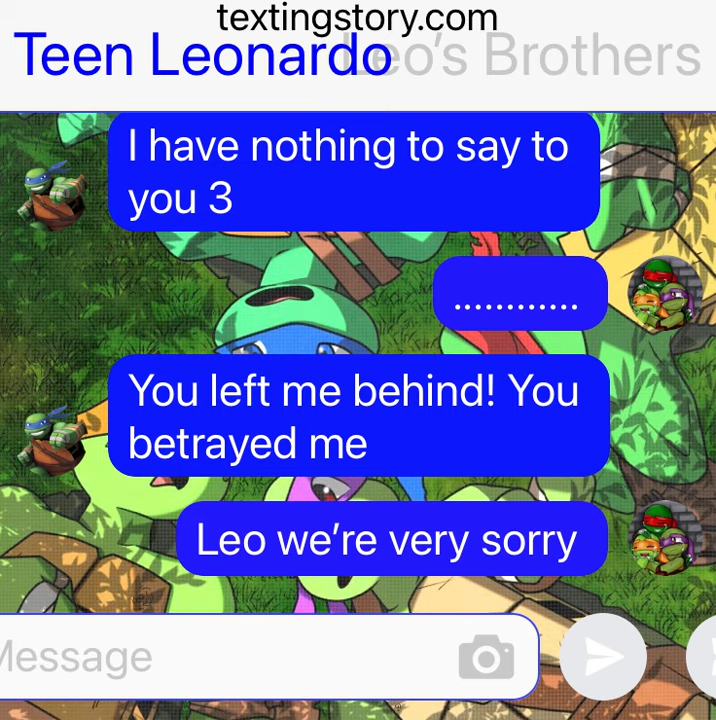 textingstory.com
Teen Leonardo Leo's Brothers
I have nothing to say to
you 3
............
You left me behind! You
betrayed me
Leo we're very sorry
Message